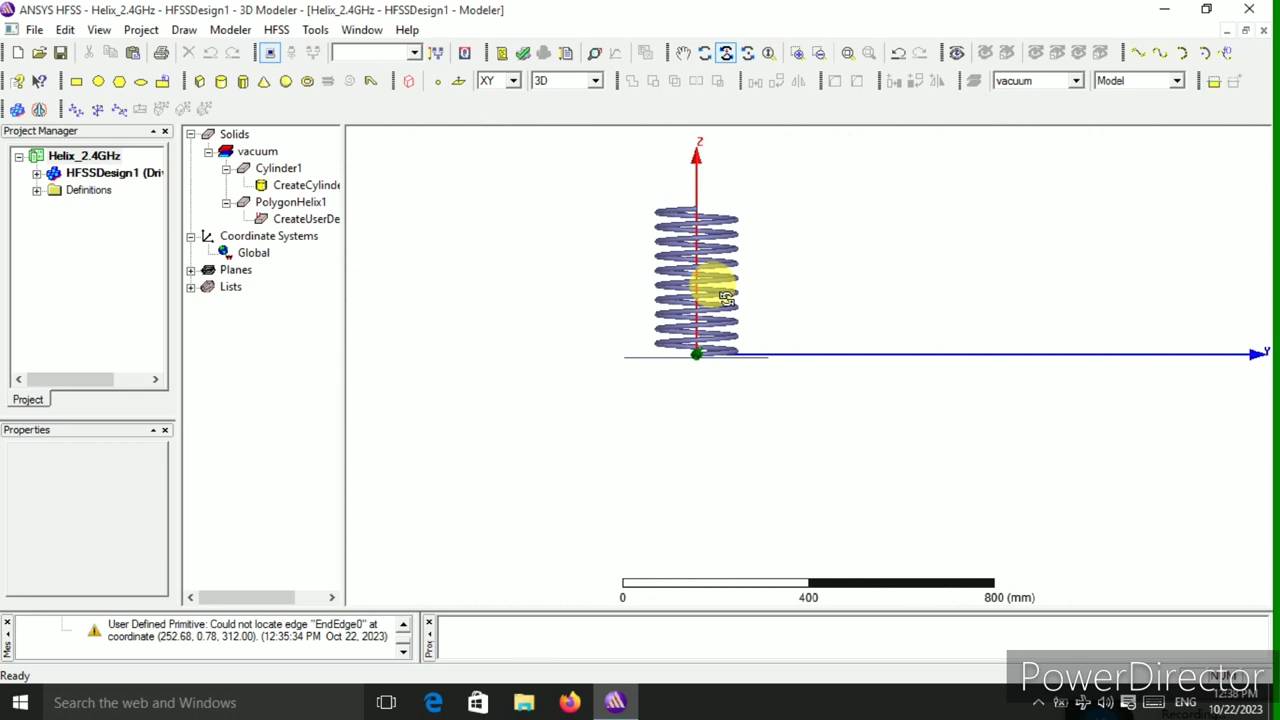 ANSYS HFSS - Helix_2.4GHz - HFSSDesign1 - 3D Modeler - [Helix_2.4GHz - HFSSDesign1 - Modeler]
File Edit View Project Draw Modeler HFSS Tools Window Help
XY 3D vacuum Model
Project Manager
Helix_2.4GHz
HFSSDesign1 (Dri
Definitions
Project
Properties
Solids
vacuum
Cylinder1
CreateCylinde
PolygonHelix1
CreateUserDe
Coordinate Systems
Global
Planes
Lists
Z
Y
0 400 800 (mm)
User Defined Primitive: Could not locate edge "EndEdge0" at
coordinate (252.68, 0.78, 312.00). (12:35:34 PM Oct 22, 2023)
Ready
NUM
PowerDirector
Search the web and Windows
ENG
12:38 PM
10/22/2023